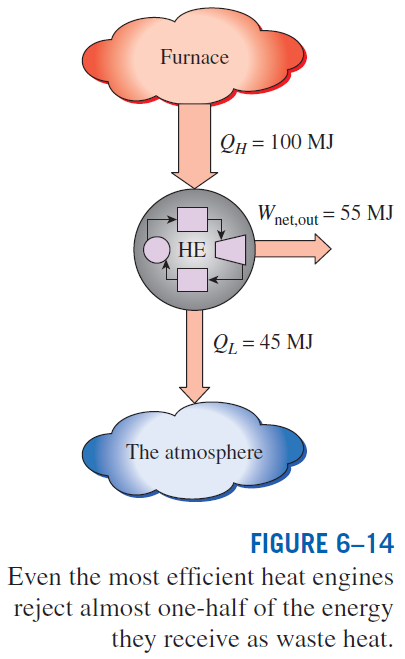 Furnace
Q_H = 100 MJ
W_net,out = 55 MJ
HE
Q_L = 45 MJ
The atmosphere
FIGURE 6–14
Even the most efficient heat engines
reject almost one-half of the energy
they receive as waste heat.